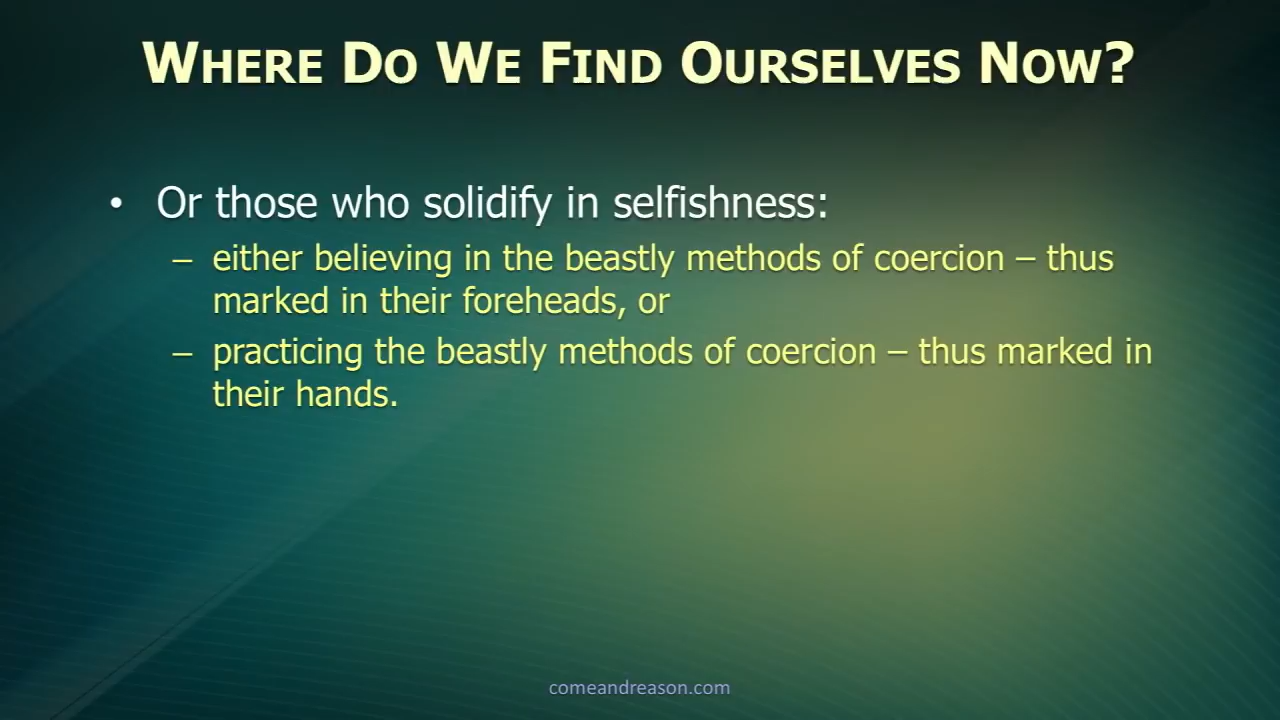 WHERE DO WE FIND OURSELVES NOW?
• Or those who solidify in selfishness:
– either believing in the beastly methods of coercion – thus
marked in their foreheads, or
– practicing the beastly methods of coercion – thus marked in
their hands.
comeandreason.com